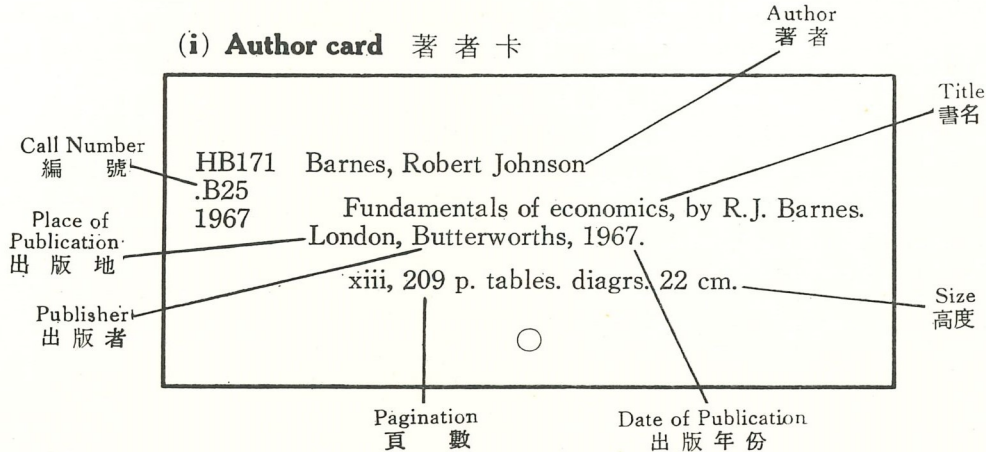 (i) Author card 著者卡
Author
著者
Title
書名
Call Number
編號
HB171 Barnes, Robert Johnson
.B25
1967
Fundamentals of economics, by R.J. Barnes.
London, Butterworths, 1967.
Place of
Publication
出版地
xiii, 209 p. tables. diagrs. 22 cm.
Publisher
出版者
Size
高度
Pagination
頁數
Date of Publication
出版年份